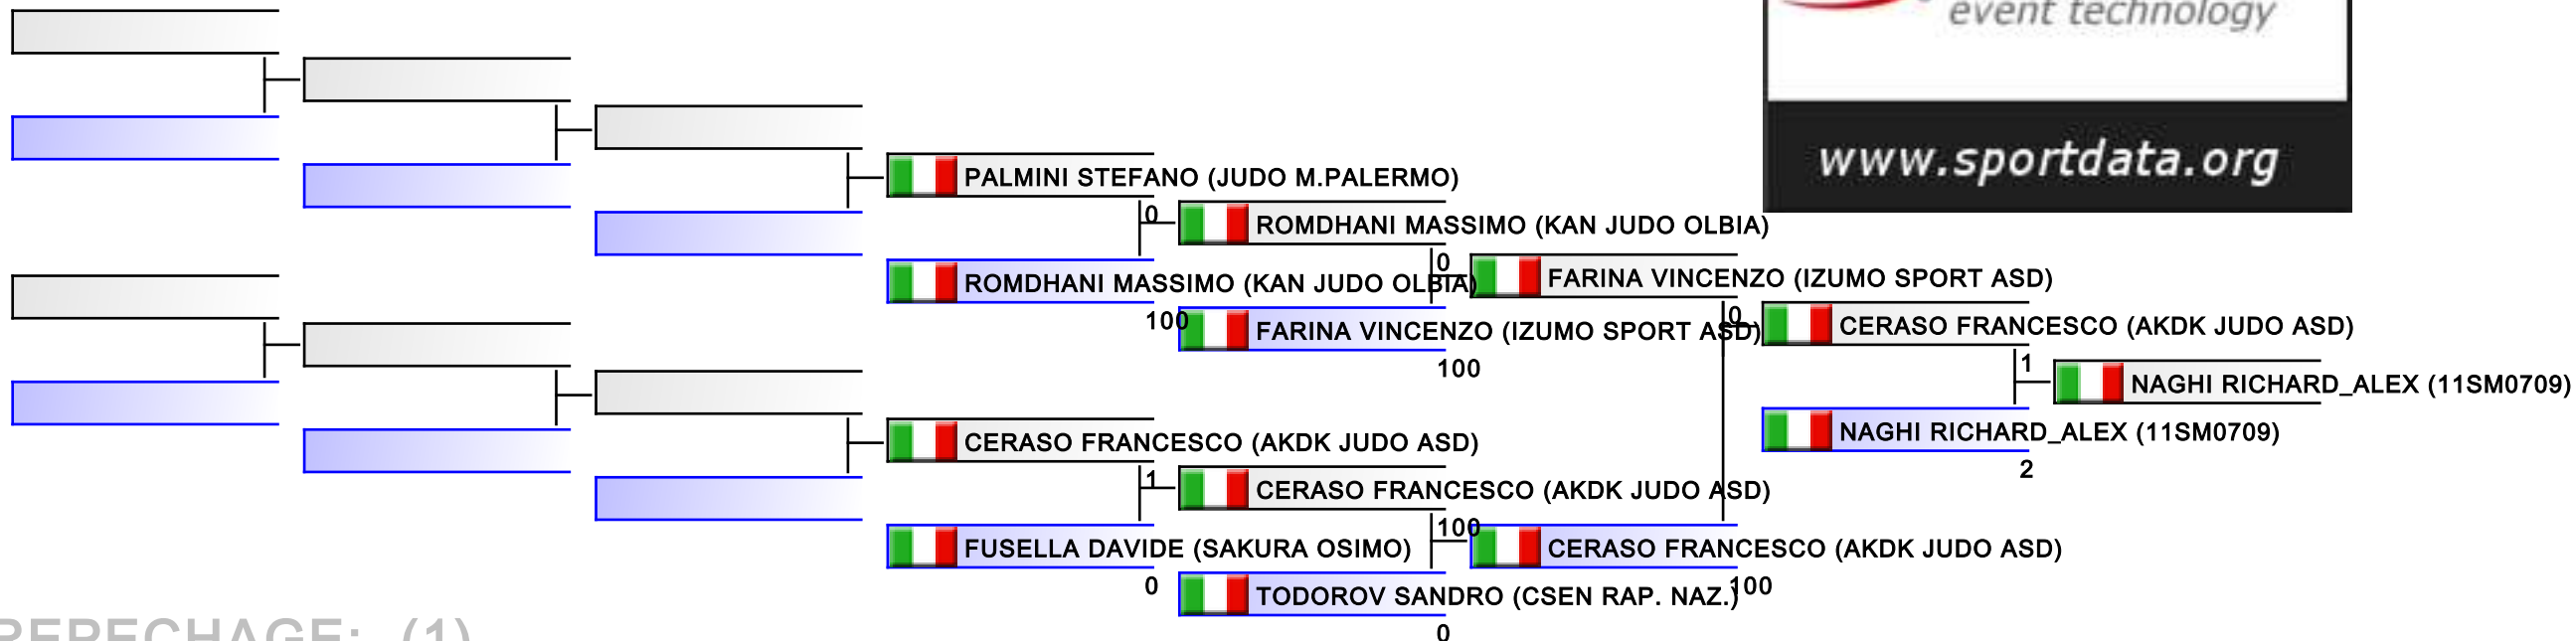 event technology
www.sportdata.org
PALMINI STEFANO (JUDO M.PALERMO)
0
ROMDHANI MASSIMO (KAN JUDO OLBIA)
100
ROMDHANI MASSIMO (KAN JUDO OLBIA)
0
FARINA VINCENZO (IZUMO SPORT ASD)
100
FARINA VINCENZO (IZUMO SPORT ASD)
0
CERASO FRANCESCO (AKDK JUDO ASD)
1
NAGHI RICHARD_ALEX (11SM0709)
NAGHI RICHARD_ALEX (11SM0709)
2
CERASO FRANCESCO (AKDK JUDO ASD)
1
CERASO FRANCESCO (AKDK JUDO ASD)
100
FUSELLA DAVIDE (SAKURA OSIMO)
0
CERASO FRANCESCO (AKDK JUDO ASD)
100
TODOROV SANDRO (CSEN RAP. NAZ.)
0
REPECHAGE: (1)